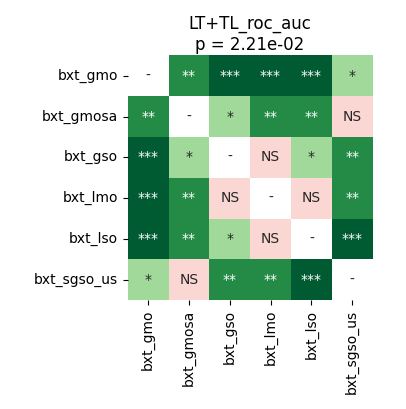 LT+TL_roc_auc
p = 2.21e-02
bxt_gmo - ** *** *** *** *
bxt_gmosa ** - * ** ** NS
bxt_gso *** * - NS * **
bxt_lmo *** ** NS - NS **
bxt_lso *** ** * NS - ***
bxt_sgso_us * NS ** ** *** -
bxt_gmo
bxt_gmosa
bxt_gso
bxt_lmo
bxt_lso
bxt_sgso_us